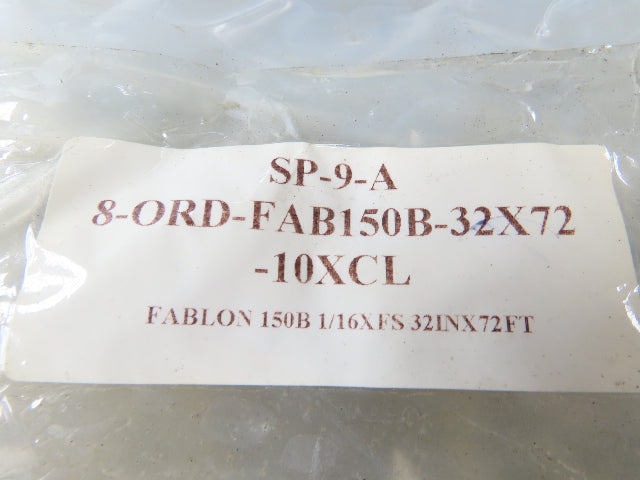 SP-9-A
8-ORD-FAB150B-32X72
-10XCL
FABLON 150B 1/16XFS 32INX72FT